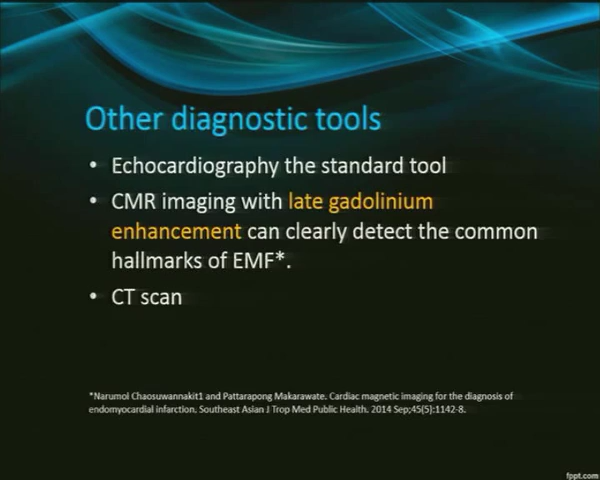 Other diagnostic tools
• Echocardiography the standard tool
• CMR imaging with late gadolinium
enhancement can clearly detect the common
hallmarks of EMF*.
• CT scan
*Narumol Chaosuwannakit1 and Pattarapong Makarawate. Cardiac magnetic imaging for the diagnosis of
endomyocardial infarction. Southeast Asian J Trop Med Public Health. 2014 Sep;45(5):1142-8.
fppt.com